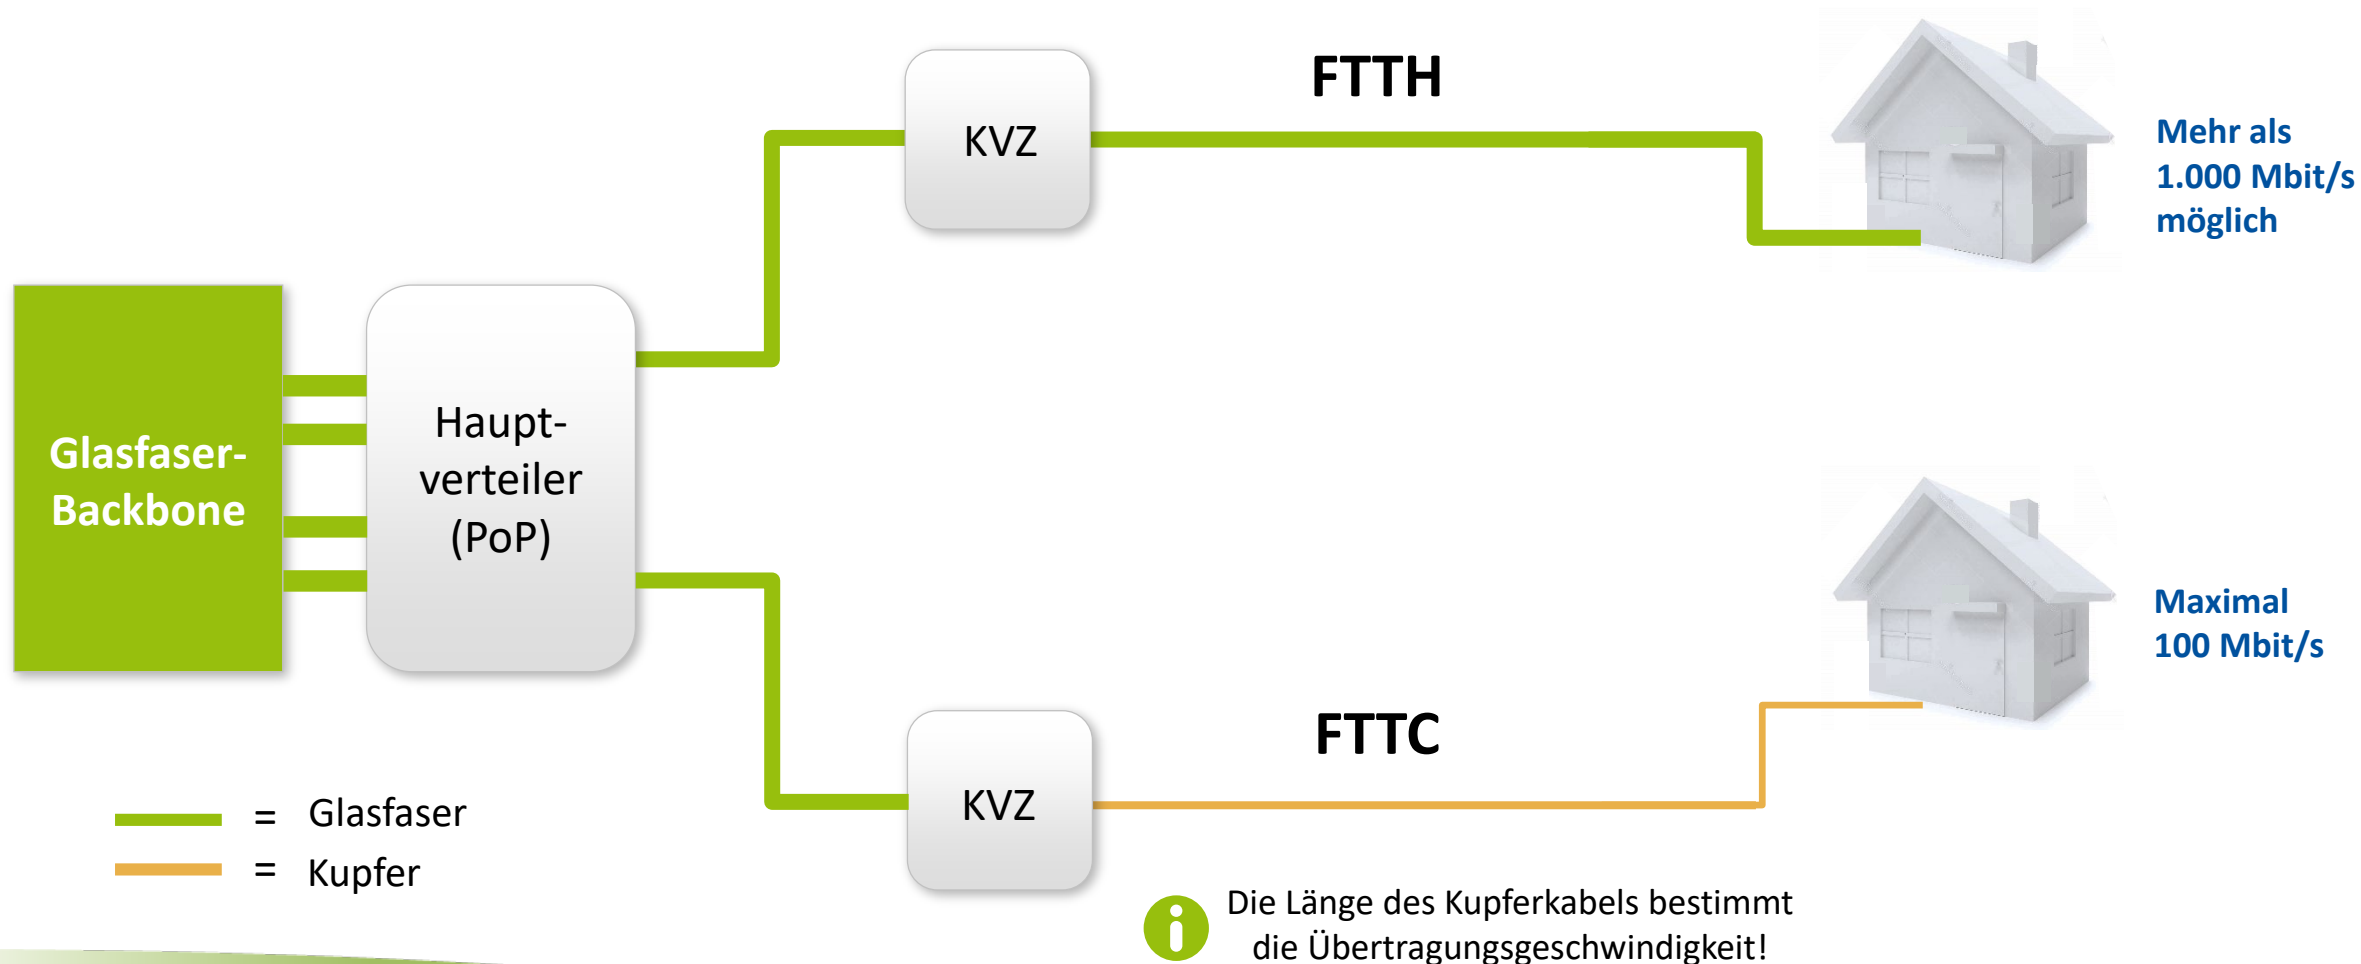 FTTH
KVZ
Mehr als
1.000 Mbit/s
möglich
Glasfaser-
Backbone
Haupt-
verteiler
(PoP)
Maximal
100 Mbit/s
FTTC
KVZ
= Glasfaser
= Kupfer
Die Länge des Kupferkabels bestimmt
die Übertragungsgeschwindigkeit!